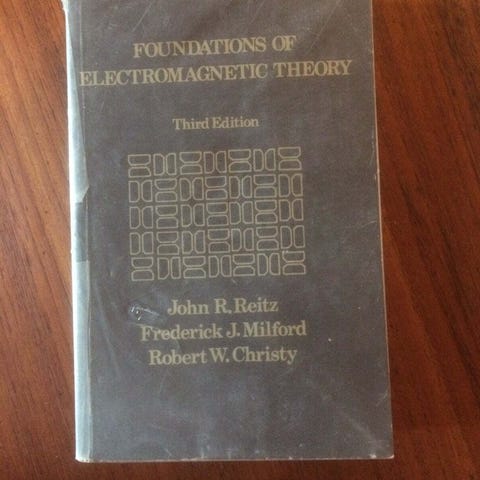 FOUNDATIONS OF
ELECTROMAGNETIC THEORY
Third Edition
John R. Reitz
Frederick J. Milford
Robert W. Christy